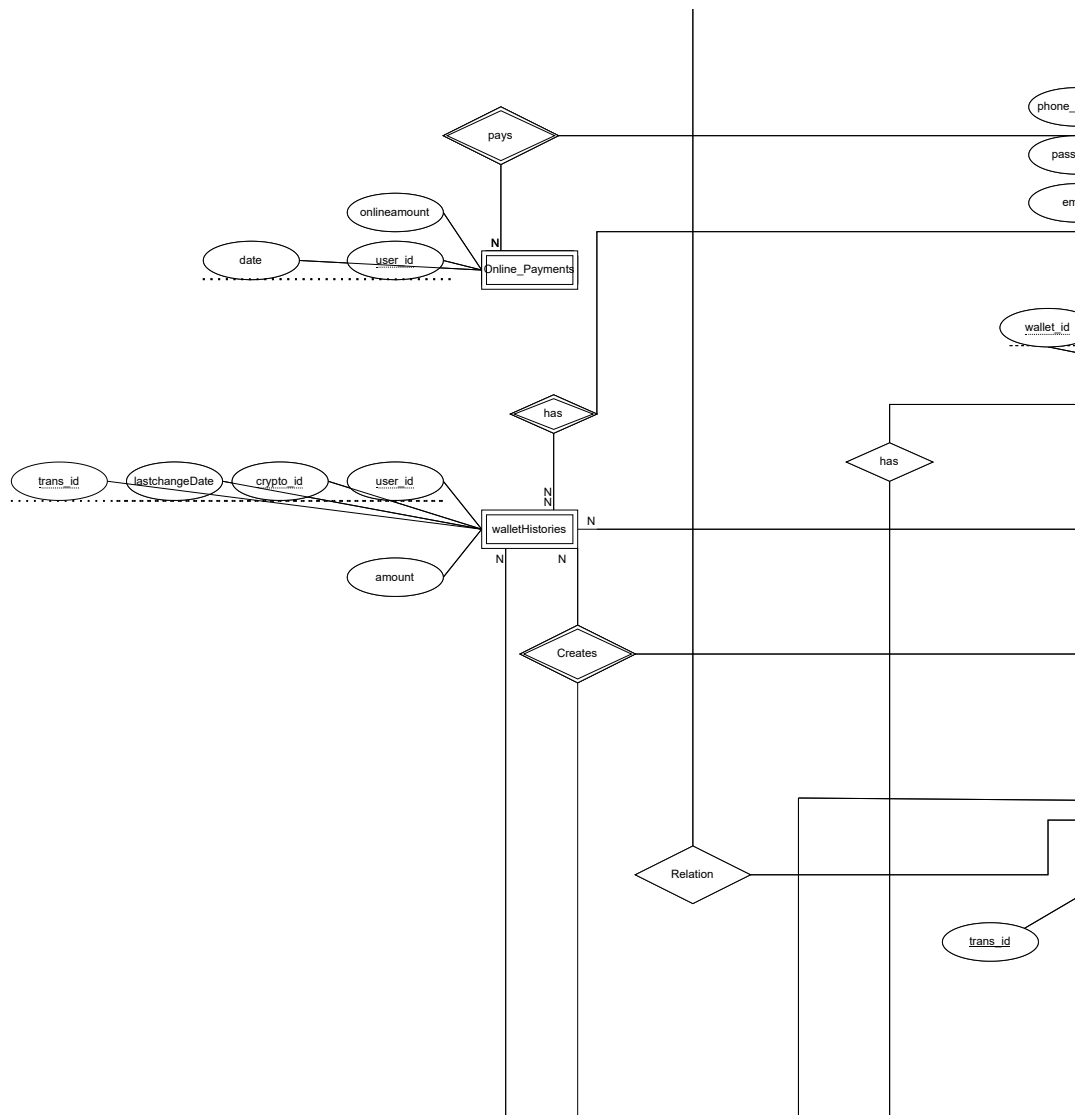 phone_
pays
pass
em
onlineamount
N
date
user_id
Online_Payments
wallet_id
has
has
trans_id
lastchangeDate
crypto_id
user_id
N
N
N
walletHistories
N
N
amount
Creates
Relation
trans_id